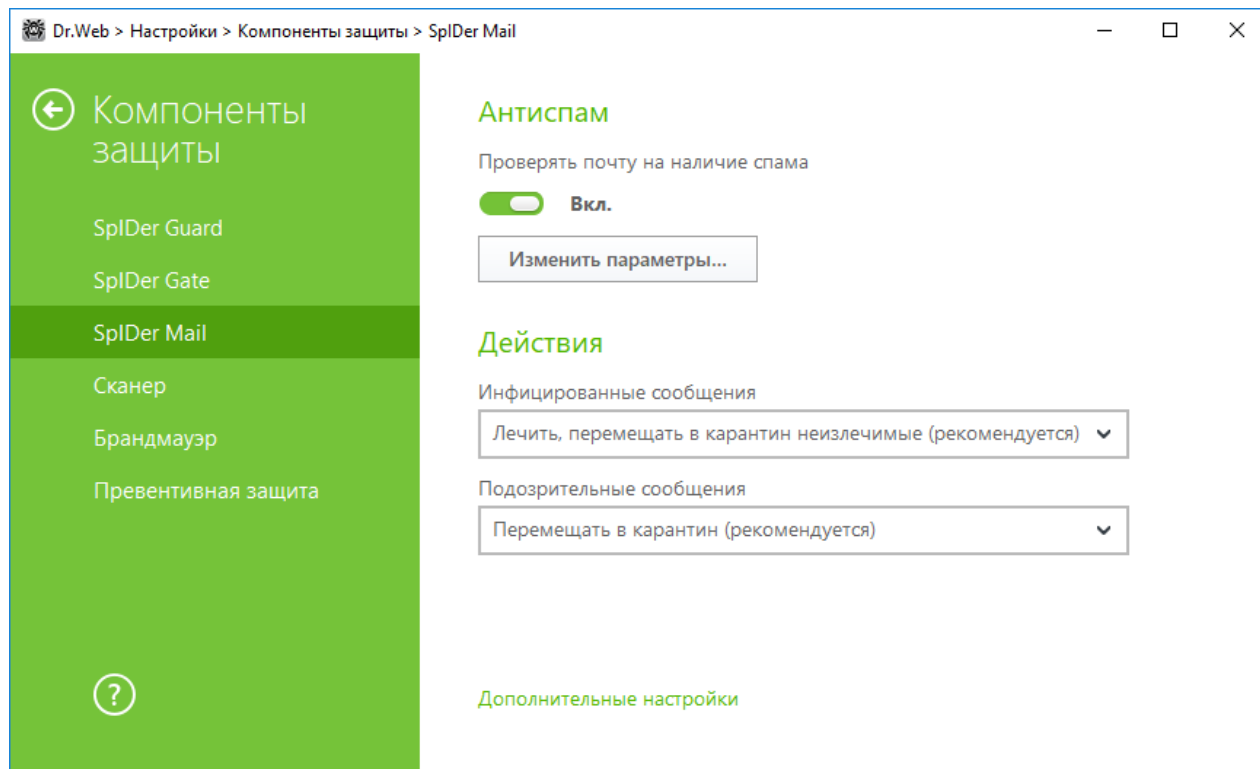 Dr.Web > Настройки > Компоненты защиты > SpIDer Mail
Компоненты
защиты
SpIDer Guard
SpIDer Gate
SpIDer Mail
Сканер
Брандмауэр
Превентивная защита
?
Антиспам
Проверять почту на наличие спама
Вкл.
Изменить параметры...
Действия
Инфицированные сообщения
Лечить, перемещать в карантин неизлечимые (рекомендуется)
Подозрительные сообщения
Перемещать в карантин (рекомендуется)
Дополнительные настройки